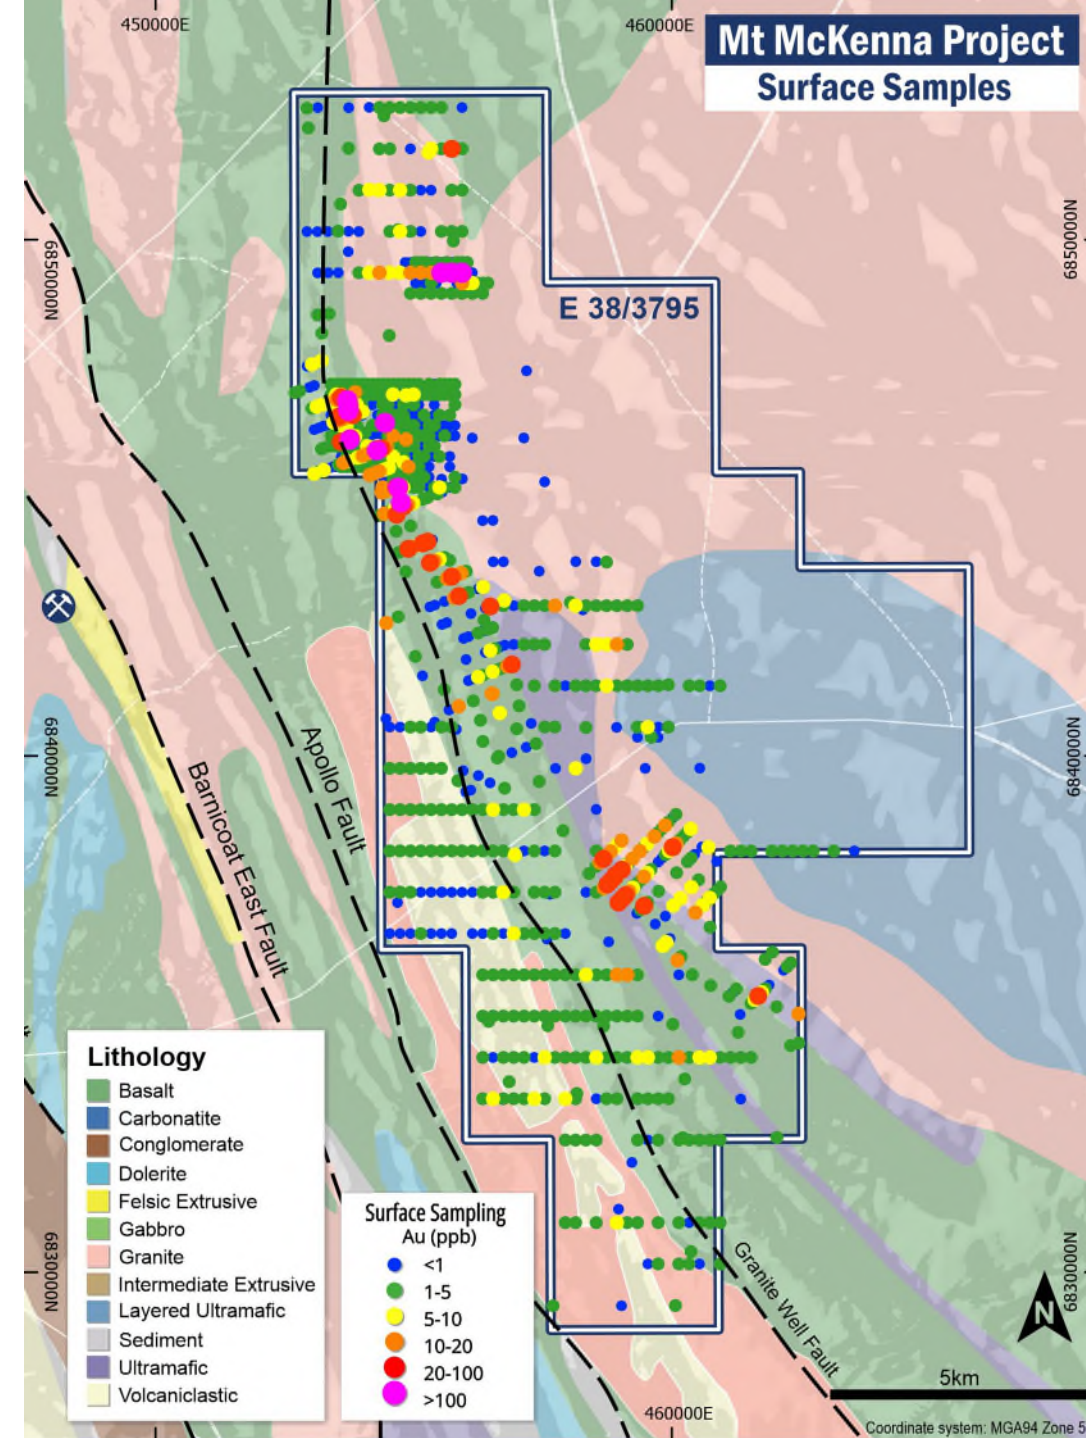 450000E
460000E
Mt McKenna Project
Surface Samples
6850000N
6850000N
E 38/3795
6840000N
6840000N
Apollo Fault
Barnicoat East Fault
Lithology
Basalt
Carbonatite
Conglomerate
Dolerite
Felsic Extrusive
Gabbro
Granite
Intermediate Extrusive
Layered Ultramafic
Sediment
Ultramafic
Volcaniclastic
Surface Sampling
Au (ppb)
<1
1-5
5-10
10-20
20-100
>100
Granite Well Fault
6830000N
6830000N
N
5km
460000E
Coordinate system: MGA94 Zone 5